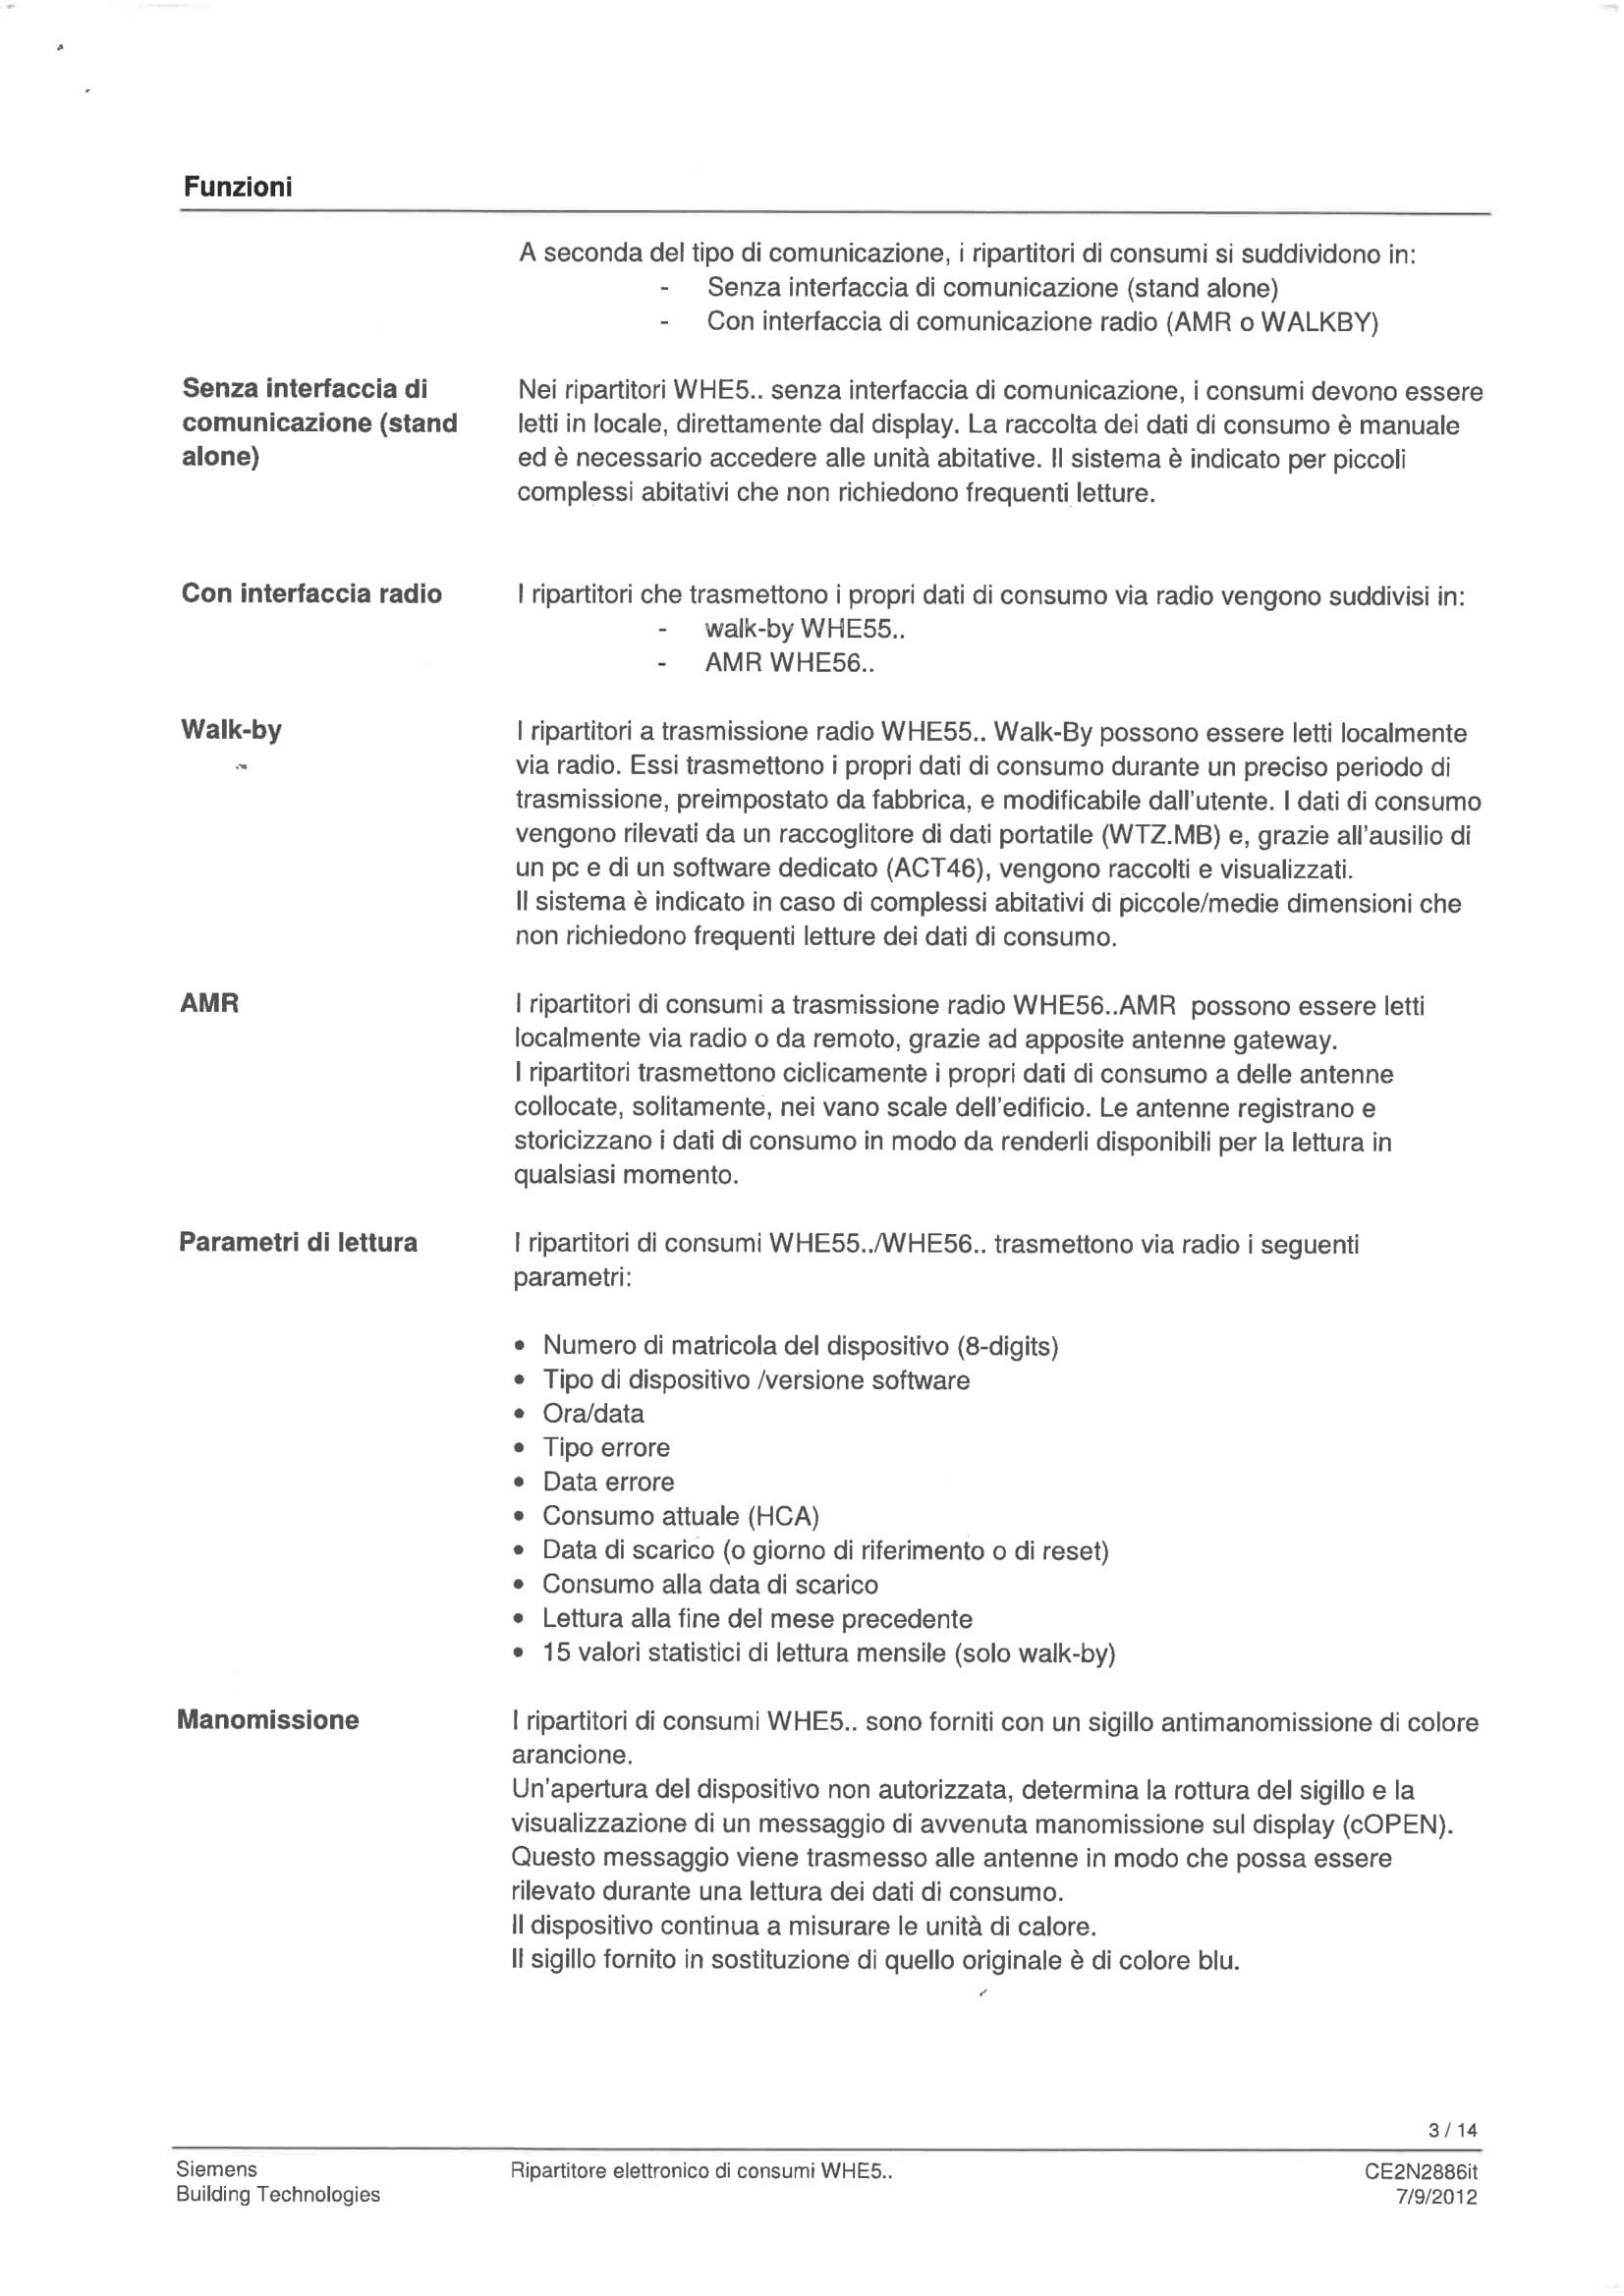 Funzioni
A seconda del tipo di comunicazione, i ripartitori di consumi si suddividono in:
- Senza interfaccia di comunicazione (stand alone)
- Con interfaccia di comunicazione radio (AMR o WALKBY)
Senza interfaccia di
comunicazione (stand
alone)
Nei ripartitori WHE5.. senza interfaccia di comunicazione, i consumi devono essere
letti in locale, direttamente dal display. La raccolta dei dati di consumo è manuale
ed è necessario accedere alle unità abitative. Il sistema è indicato per piccoli
complessi abitativi che non richiedono frequenti letture.
Con interfaccia radio
I ripartitori che trasmettono i propri dati di consumo via radio vengono suddivisi in:
- walk-by WHE55..
- AMR WHE56..
Walk-by
I ripartitori a trasmissione radio WHE55.. Walk-By possono essere letti localmente
via radio. Essi trasmettono i propri dati di consumo durante un preciso periodo di
trasmissione, preimpostato da fabbrica, e modificabile dall'utente. I dati di consumo
vengono rilevati da un raccoglitore di dati portatile (WTZ.MB) e, grazie all'ausilio di
un pc e di un software dedicato (ACT46), vengono raccolti e visualizzati.
Il sistema è indicato in caso di complessi abitativi di piccole/medie dimensioni che
non richiedono frequenti letture dei dati di consumo.
AMR
I ripartitori di consumi a trasmissione radio WHE56..AMR possono essere letti
localmente via radio o da remoto, grazie ad apposite antenne gateway.
I ripartitori trasmettono ciclicamente i propri dati di consumo a delle antenne
collocate, solitamente, nei vano scale dell'edificio. Le antenne registrano e
storicizzano i dati di consumo in modo da renderli disponibili per la lettura in
qualsiasi momento.
Parametri di lettura
I ripartitori di consumi WHE55../WHE56.. trasmettono via radio i seguenti
parametri:
• Numero di matricola del dispositivo (8-digits)
• Tipo di dispositivo /versione software
• Ora/data
• Tipo errore
• Data errore
• Consumo attuale (HCA)
• Data di scarico (o giorno di riferimento o di reset)
• Consumo alla data di scarico
• Lettura alla fine del mese precedente
• 15 valori statistici di lettura mensile (solo walk-by)
Manomissione
I ripartitori di consumi WHE5.. sono forniti con un sigillo antimanomissione di colore
arancione.
Un'apertura del dispositivo non autorizzata, determina la rottura del sigillo e la
visualizzazione di un messaggio di avvenuta manomissione sul display (cOPEN).
Questo messaggio viene trasmesso alle antenne in modo che possa essere
rilevato durante una lettura dei dati di consumo.
Il dispositivo continua a misurare le unità di calore.
Il sigillo fornito in sostituzione di quello originale è di colore blu.
3 / 14
Siemens
Building Technologies
Ripartitore elettronico di consumi WHE5..
CE2N2886it
7/9/2012